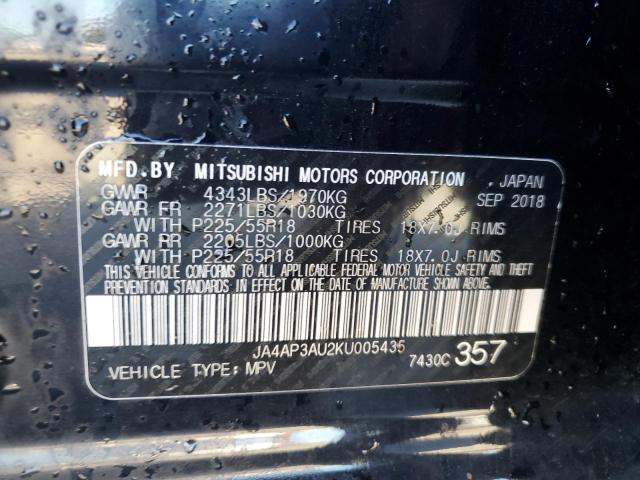 MFD.BY MITSUBISHI MOTORS CORPORATION JAPAN
GVWR 4343LBS/1970KG SEP 2018
GAWR FR 2271LBS/1030KG
WITH P225/55R18 TIRES 18X7.0J RIMS
GAWR RR 2205LBS/1000KG
WITH P225/55R18 TIRES 18X7.0J RIMS
THIS VEHICLE CONFORMS TO ALL APPLICABLE FEDERAL MOTOR VEHICLE SAFETY AND THEFT
PREVENTION STANDARDS IN EFFECT ON THE DATE OF MANUFACTURE SHOWN ABOVE.
JA4AP3AU2KU005435
VEHICLE TYPE: MPV 7430C 357